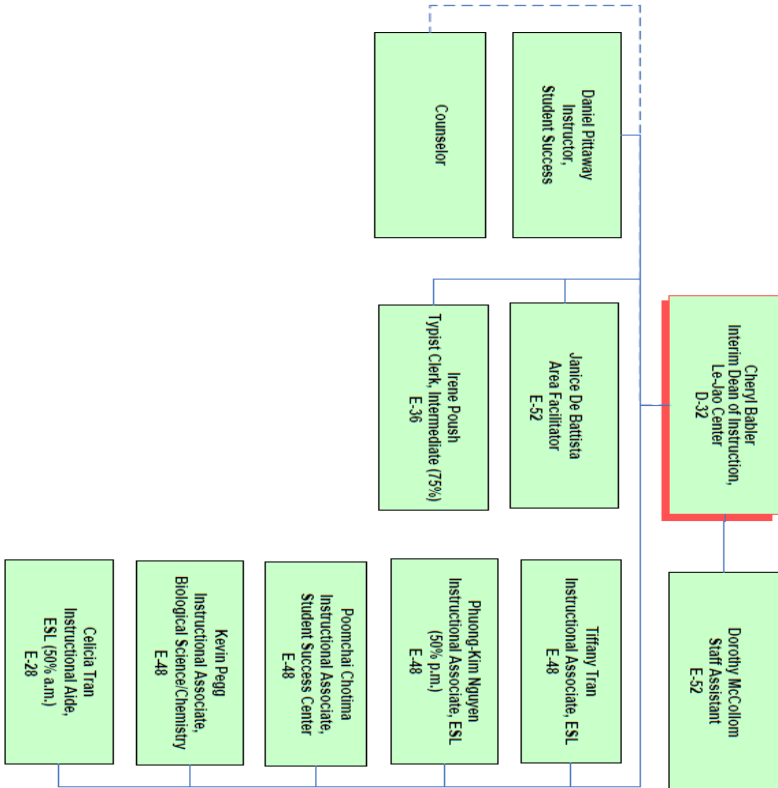 Cheryl Babler
Interim Dean of Instruction,
Le-Jao Center
D-32
Dorothy McCollom
Staff Assistant
E-52
Daniel Pittaway
Instructor,
Student Success
Counselor
Janice De Battista
Area Facilitator
E-52
Irene Poush
Typist Clerk, Intermediate (75%)
E-36
Tiffany Tran
Instructional Associate, ESL
E-48
Phuong-Kim Nguyen
Instructional Associate, ESL
(50% p.m.)
E-48
Poomchai Chotima
Instructional Associate,
Student Success Center
E-48
Kevin Pegg
Instructional Associate,
Biological Science/Chemistry
E-48
Celicia Tran
Instructional Aide,
ESL (50% a.m.)
E-28